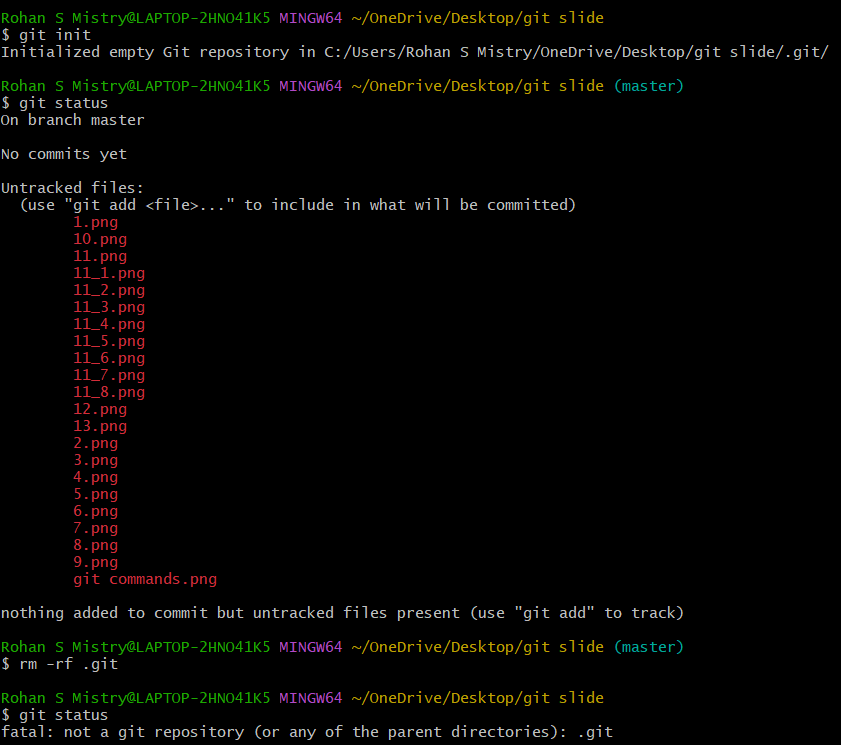 Rohan S Mistry@LAPTOP-2HNO41K5 MINGW64 ~/OneDrive/Desktop/git slide
$ git init
Initialized empty Git repository in C:/Users/Rohan S Mistry/OneDrive/Desktop/git slide/.git/
Rohan S Mistry@LAPTOP-2HNO41K5 MINGW64 ~/OneDrive/Desktop/git slide (master)
$ git status
On branch master
No commits yet
Untracked files:
  (use "git add <file>..." to include in what will be committed)
        1.png
        10.png
        11.png
        11_1.png
        11_2.png
        11_3.png
        11_4.png
        11_5.png
        11_6.png
        11_7.png
        11_8.png
        12.png
        13.png
        2.png
        3.png
        4.png
        5.png
        6.png
        7.png
        8.png
        9.png
        git commands.png
nothing added to commit but untracked files present (use "git add" to track)
Rohan S Mistry@LAPTOP-2HNO41K5 MINGW64 ~/OneDrive/Desktop/git slide (master)
$ rm -rf .git
Rohan S Mistry@LAPTOP-2HNO41K5 MINGW64 ~/OneDrive/Desktop/git slide
$ git status
fatal: not a git repository (or any of the parent directories): .git